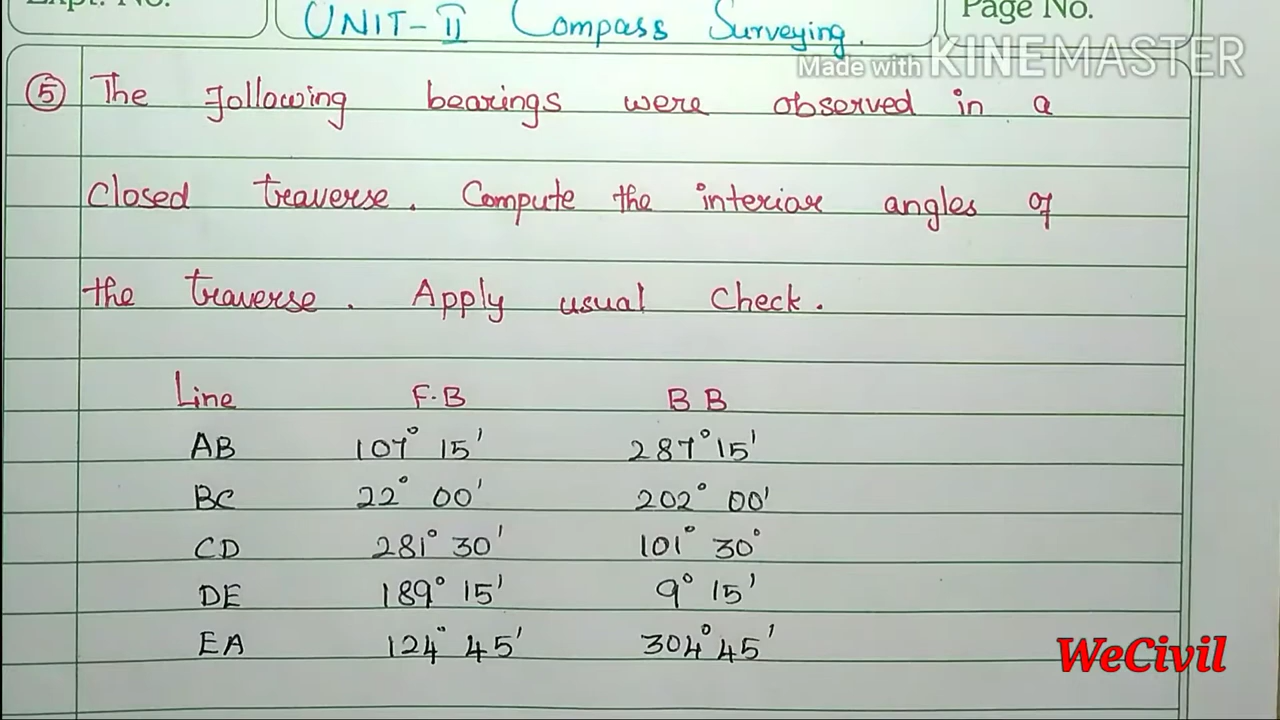 Expt. No.
UNIT-II Compass Surveying.
Page No.
Made with KINEMASTER
⑤ The following bearings were observed in a
closed traverse. Compute the interior angles of
the traverse. Apply usual check.
Line F.B B B
AB 107° 15' 287° 15'
BC 22° 00' 202° 00'
CD 281° 30' 101° 30°
DE 189° 15' 9° 15'
EA 124° 45' 304° 45'
WeCivil